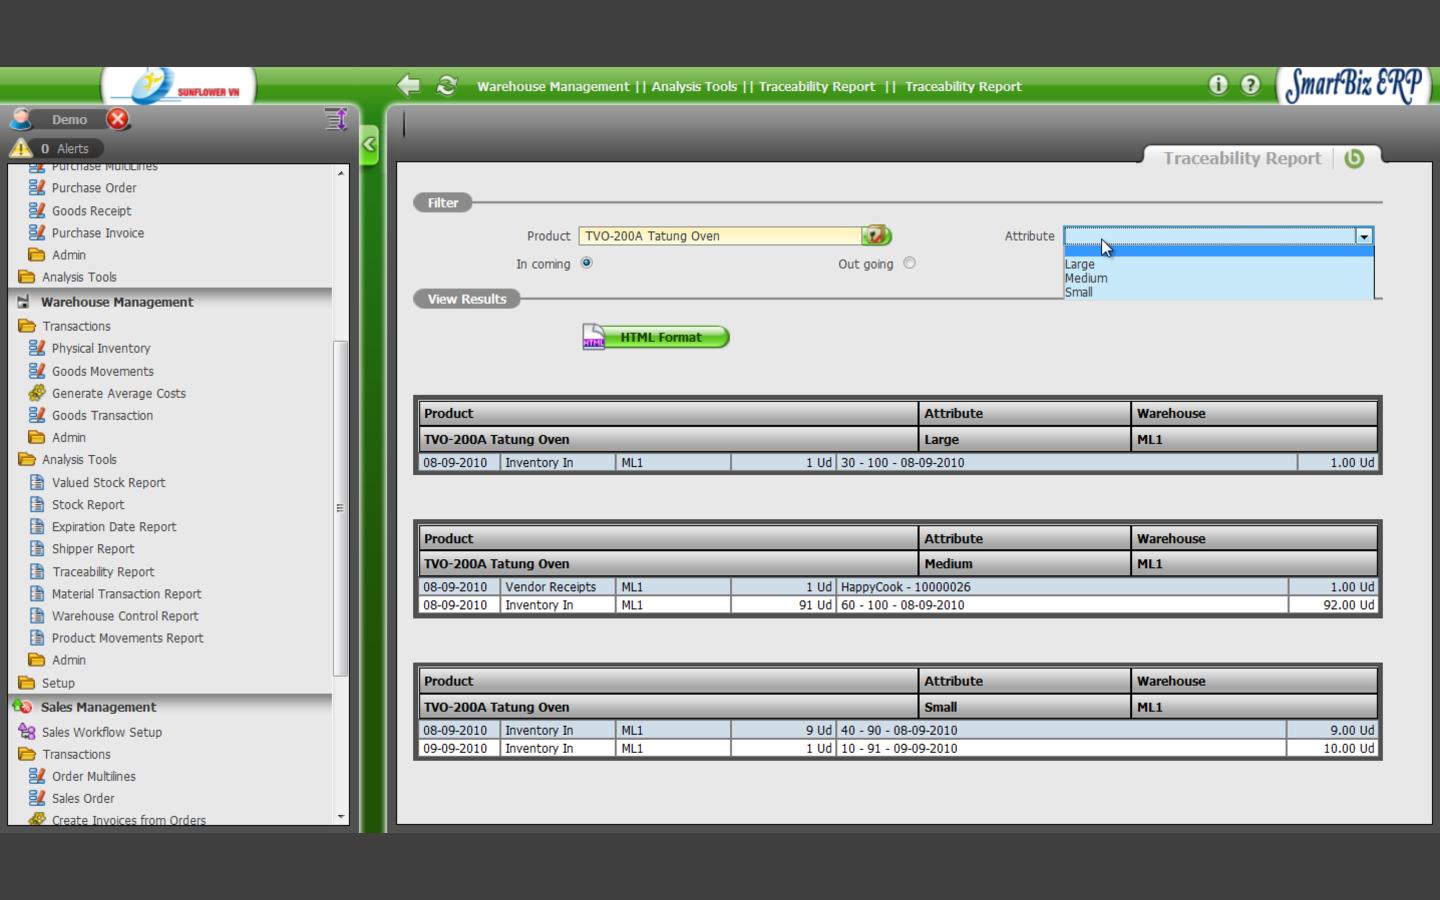 SUNFLOWER VN
Warehouse Management || Analysis Tools || Traceability Report || Traceability Report
i
?
SmartBiz ERP
Demo
0 Alerts
Purchase MultiLines
Purchase Order
Goods Receipt
Purchase Invoice
Admin
Analysis Tools
Warehouse Management
Transactions
Physical Inventory
Goods Movements
Generate Average Costs
Goods Transaction
Admin
Analysis Tools
Valued Stock Report
Stock Report
Expiration Date Report
Shipper Report
Traceability Report
Material Transaction Report
Warehouse Control Report
Product Movements Report
Admin
Setup
Sales Management
Sales Workflow Setup
Transactions
Order Multilines
Sales Order
Create Invoices from Orders
Traceability Report
Filter
Product TVO-200A Tatung Oven Attribute
In coming Out going
Large
Medium
Small
View Results
HTML HTML Format
Product Attribute Warehouse
TVO-200A Tatung Oven Large ML1
08-09-2010 Inventory In ML1 1 Ud 30 - 100 - 08-09-2010 1.00 Ud
Product Attribute Warehouse
TVO-200A Tatung Oven Medium ML1
08-09-2010 Vendor Receipts ML1 1 Ud HappyCook - 10000026 1.00 Ud
08-09-2010 Inventory In ML1 91 Ud 60 - 100 - 08-09-2010 92.00 Ud
Product Attribute Warehouse
TVO-200A Tatung Oven Small ML1
08-09-2010 Inventory In ML1 9 Ud 40 - 90 - 08-09-2010 9.00 Ud
09-09-2010 Inventory In ML1 1 Ud 10 - 91 - 09-09-2010 10.00 Ud